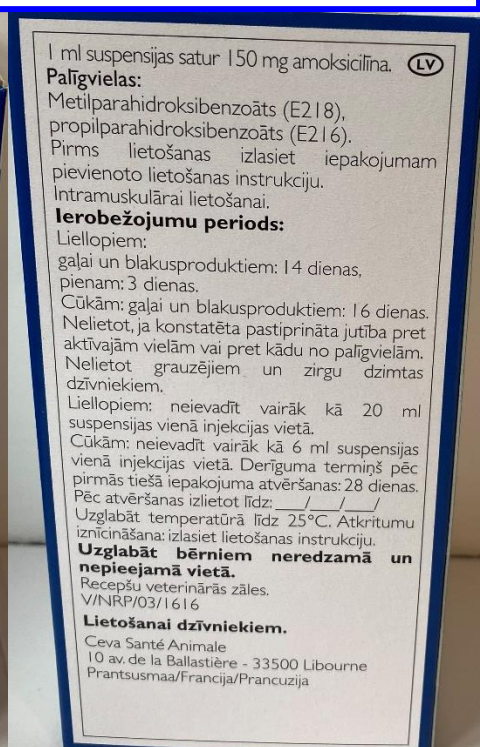 1 ml suspensijas satur 150 mg amoksicilīna. LV
Palīgvielas:
Metilparahidroksibenzoāts (E218),
propilparahidroksibenzoāts (E216).
Pirms lietošanas izlasiet iepakojumam
pievienoto lietošanas instrukciju.
Intramuskulārai lietošanai.
Ierobežojumu periods:
Liellopiem:
gaļai un blakusproduktiem: 14 dienas,
pienam: 3 dienas.
Cūkām: gaļai un blakusproduktiem: 16 dienas.
Nelietot, ja konstatēta pastiprināta jutība pret
aktīvajām vielām vai pret kādu no palīgvielām.
Nelietot grauzējiem un zirgu dzimtas
dzīvniekiem.
Liellopiem: neievadīt vairāk kā 20 ml
suspensijas vienā injekcijas vietā.
Cūkām: neievadīt vairāk kā 6 ml suspensijas
vienā injekcijas vietā. Derīguma termiņš pēc
pirmās tiešā iepakojuma atvēršanas: 28 dienas.
Pēc atvēršanas izlietot līdz: ___/___/___/
Uzglabāt temperatūrā līdz 25°C. Atkritumu
iznīcināšana: izlasiet lietošanas instrukciju.
Uzglabāt bērniem neredzamā un
nepieejamā vietā.
Recepšu veterinārās zāles.
V/NRP/03/1616
Lietošanai dzīvniekiem.
Ceva Santé Animale
10 av. de la Ballastière - 33500 Libourne
Prantsusmaa/Francija/Prancuzija